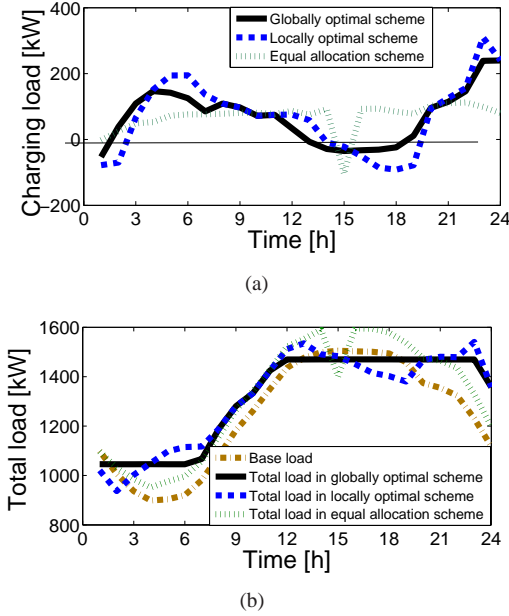 400
200
0
−200
Charging load [kW]
Globally optimal scheme
Locally optimal scheme
Equal allocation scheme
0 3 6 9 12 15 18 21 24
Time [h]
(a)
1600
1400
1200
1000
800
Total load [kW]
Base load
Total load in globally optimal scheme
Total load in locally optimal scheme
Total load in equal allocation scheme
0 3 6 9 12 15 18 21 24
Time [h]
(b)